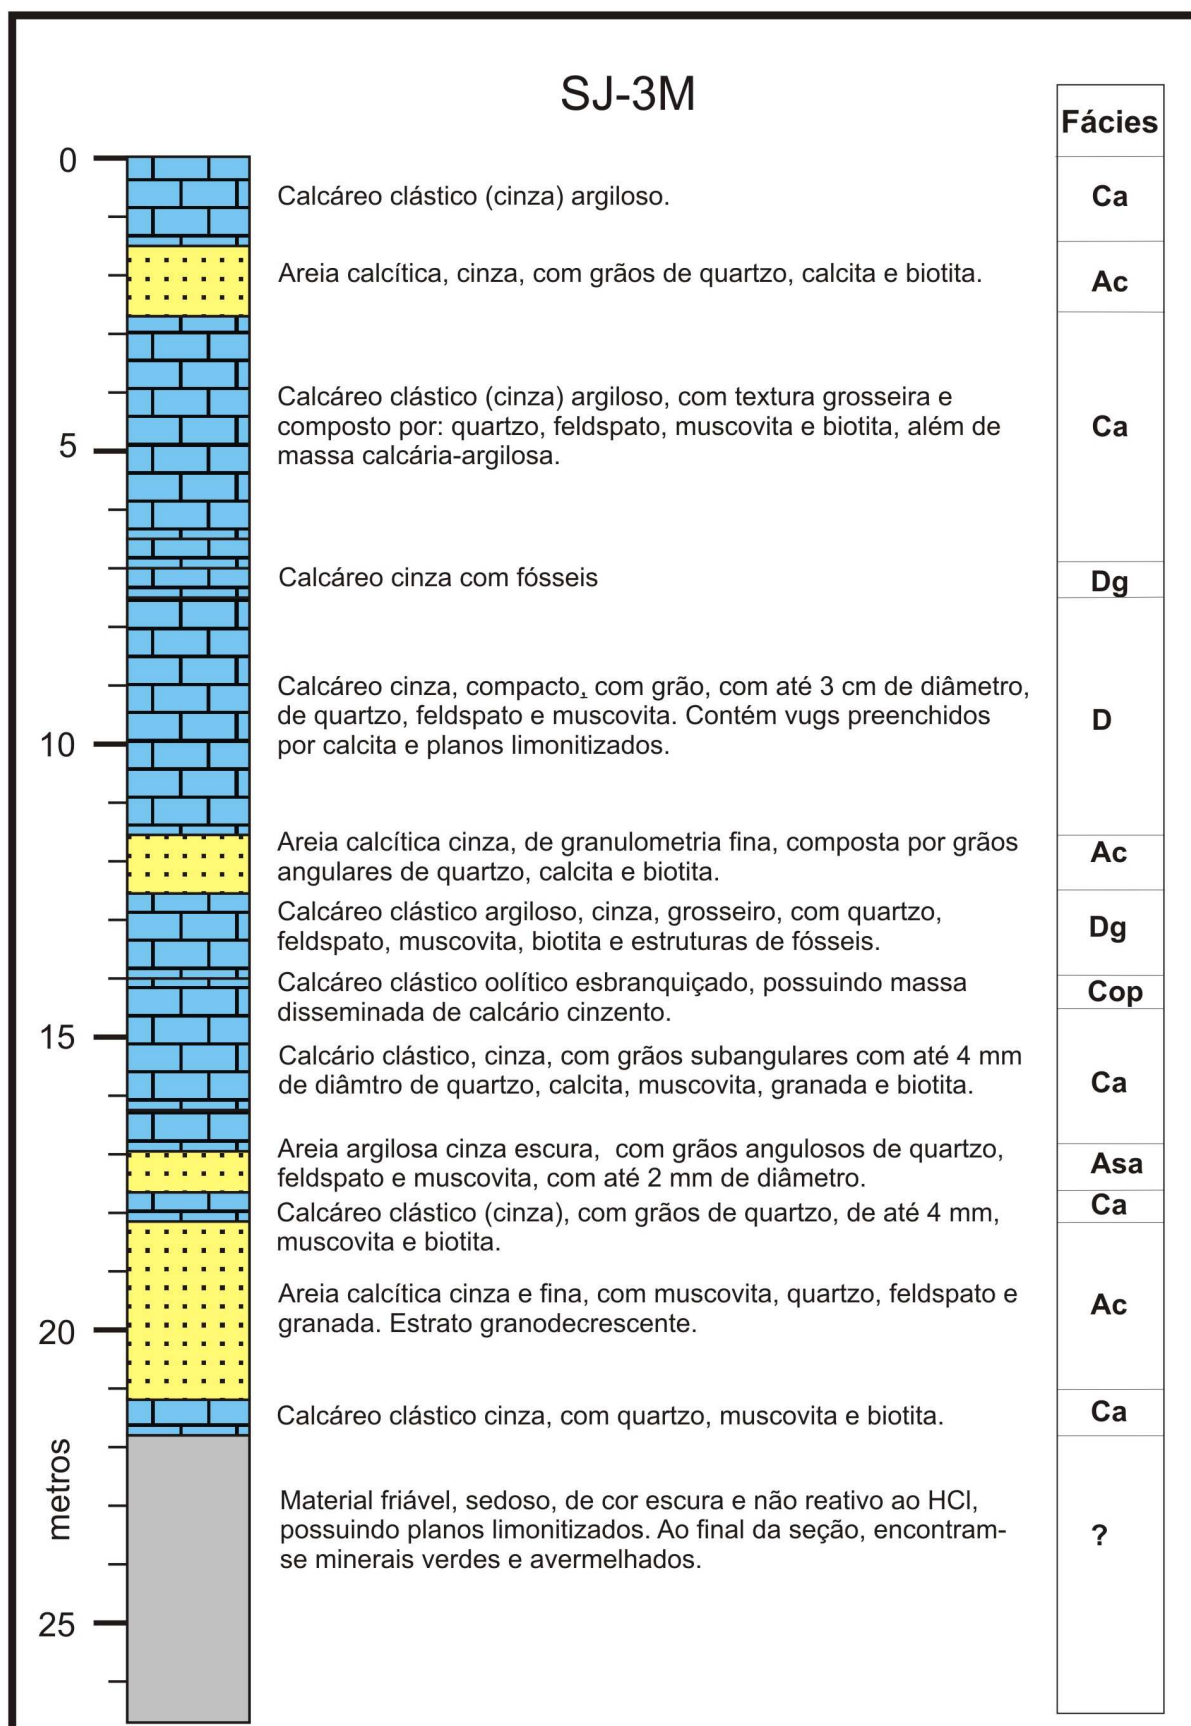 SJ-3M
Fácies
0
Calcáreo clástico (cinza) argiloso.
Ca
Areia calcítica, cinza, com grãos de quartzo, calcita e biotita.
Ac
Calcáreo clástico (cinza) argiloso, com textura grosseira e
composto por: quartzo, feldspato, muscovita e biotita, além de
massa calcária-argilosa.
Ca
5
Calcáreo cinza com fósseis
Dg
Calcáreo cinza, compacto, com grão, com até 3 cm de diâmetro,
de quartzo, feldspato e muscovita. Contém vugs preenchidos
por calcita e planos limonitizados.
D
10
Areia calcítica cinza, de granulometria fina, composta por grãos
angulares de quartzo, calcita e biotita.
Ac
Calcáreo clástico argiloso, cinza, grosseiro, com quartzo,
feldspato, muscovita, biotita e estruturas de fósseis.
Dg
Calcáreo clástico oolítico esbranquiçado, possuindo massa
disseminada de calcário cinzento.
Cop
15
Calcário clástico, cinza, com grãos subangulares com até 4 mm
de diâmtro de quartzo, calcita, muscovita, granada e biotita.
Ca
Areia argilosa cinza escura, com grãos angulosos de quartzo,
feldspato e muscovita, com até 2 mm de diâmetro.
Asa
Calcáreo clástico (cinza), com grãos de quartzo, de até 4 mm,
muscovita e biotita.
Ca
Areia calcítica cinza e fina, com muscovita, quartzo, feldspato e
granada. Estrato granodecrescente.
Ac
20
Calcáreo clástico cinza, com quartzo, muscovita e biotita.
Ca
metros
Material friável, sedoso, de cor escura e não reativo ao HCl,
possuindo planos limonitizados. Ao final da seção, encontram-
se minerais verdes e avermelhados.
?
25